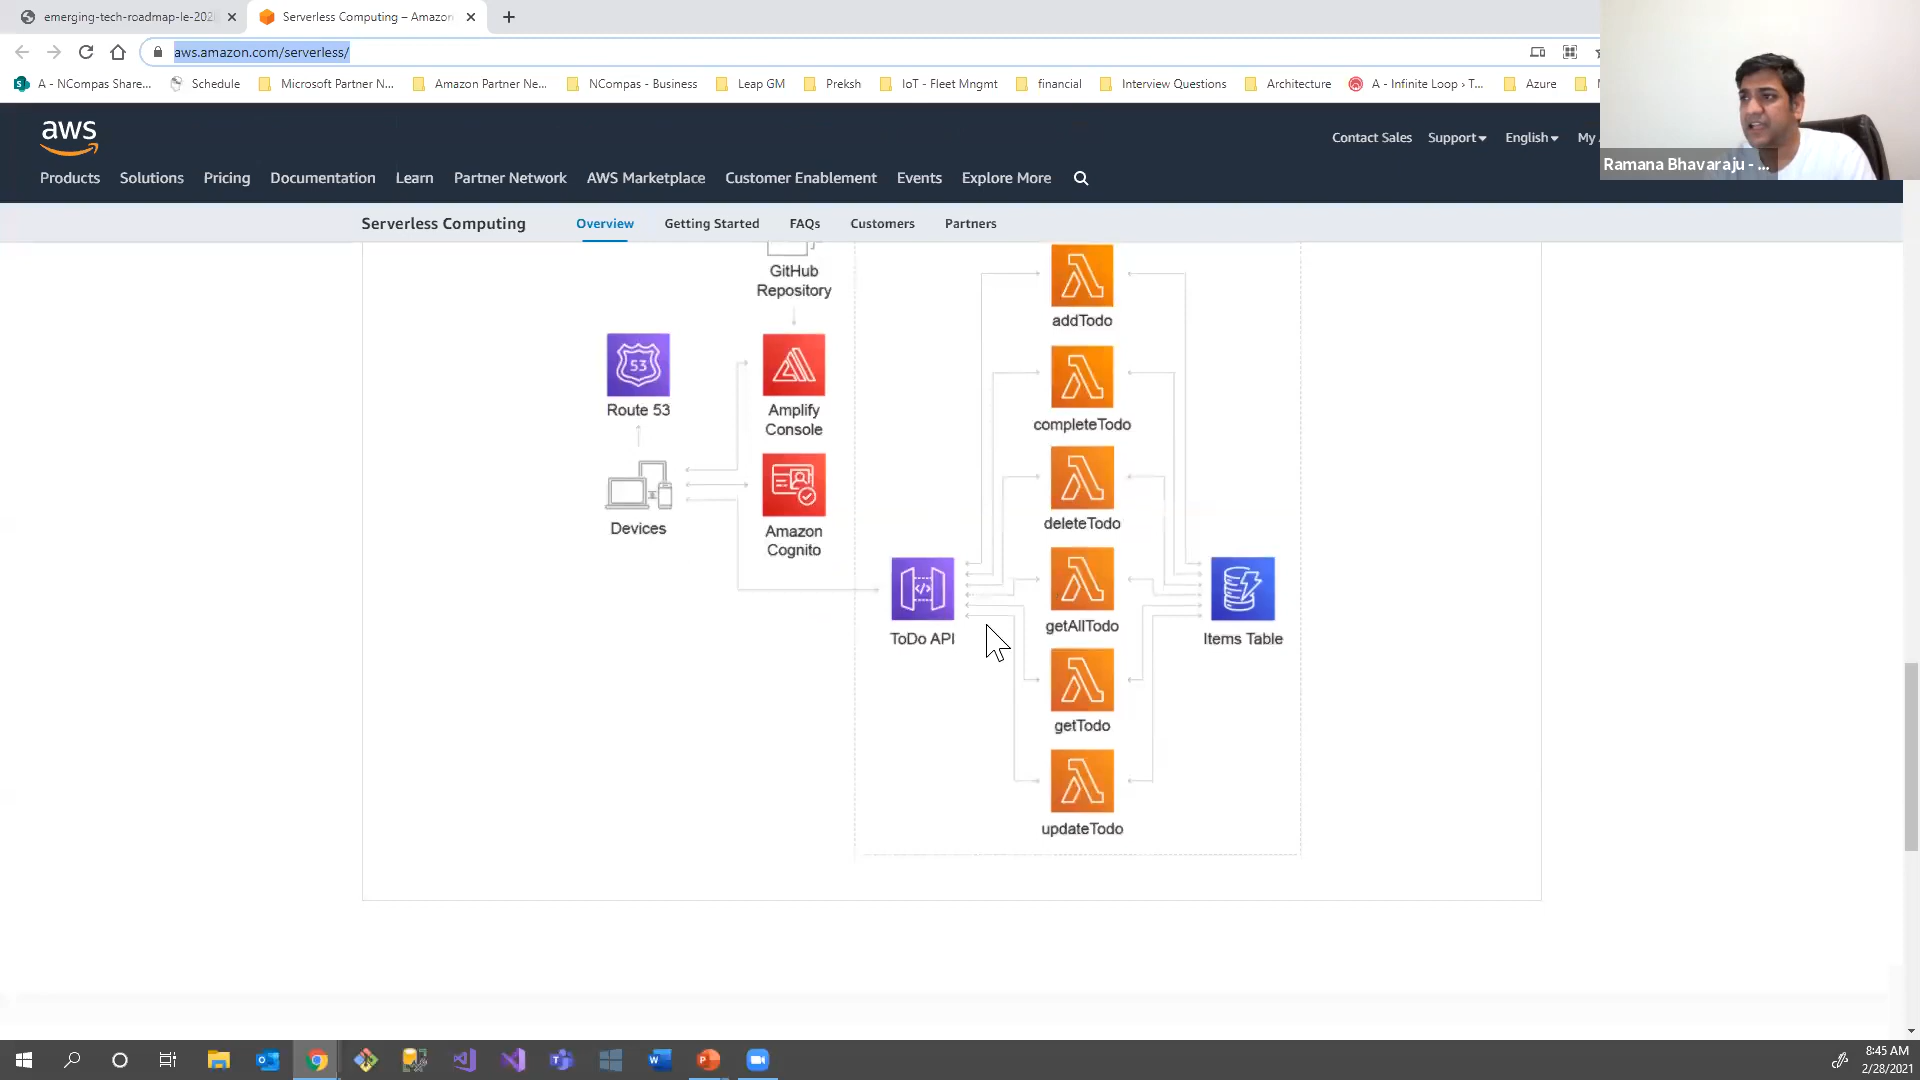 emerging-tech-roadmap-le-202
Serverless Computing – Amazon
aws.amazon.com/serverless/
A - NCompas Share...
Schedule
Microsoft Partner N...
Amazon Partner Ne...
NCompas - Business
Leap GM
Preksh
IoT - Fleet Mngmt
financial
Interview Questions
Architecture
A - Infinite Loop › T...
Azure
aws
Contact Sales
Support
English
My
Ramana Bhavaraju - ...
Products
Solutions
Pricing
Documentation
Learn
Partner Network
AWS Marketplace
Customer Enablement
Events
Explore More
Serverless Computing
Overview
Getting Started
FAQs
Customers
Partners
GitHub
Repository
addTodo
53
Route 53
Amplify
Console
completeTodo
Devices
Amazon
Cognito
deleteTodo
ToDo API
getAllTodo
Items Table
getTodo
updateTodo
8:45 AM
2/28/2021